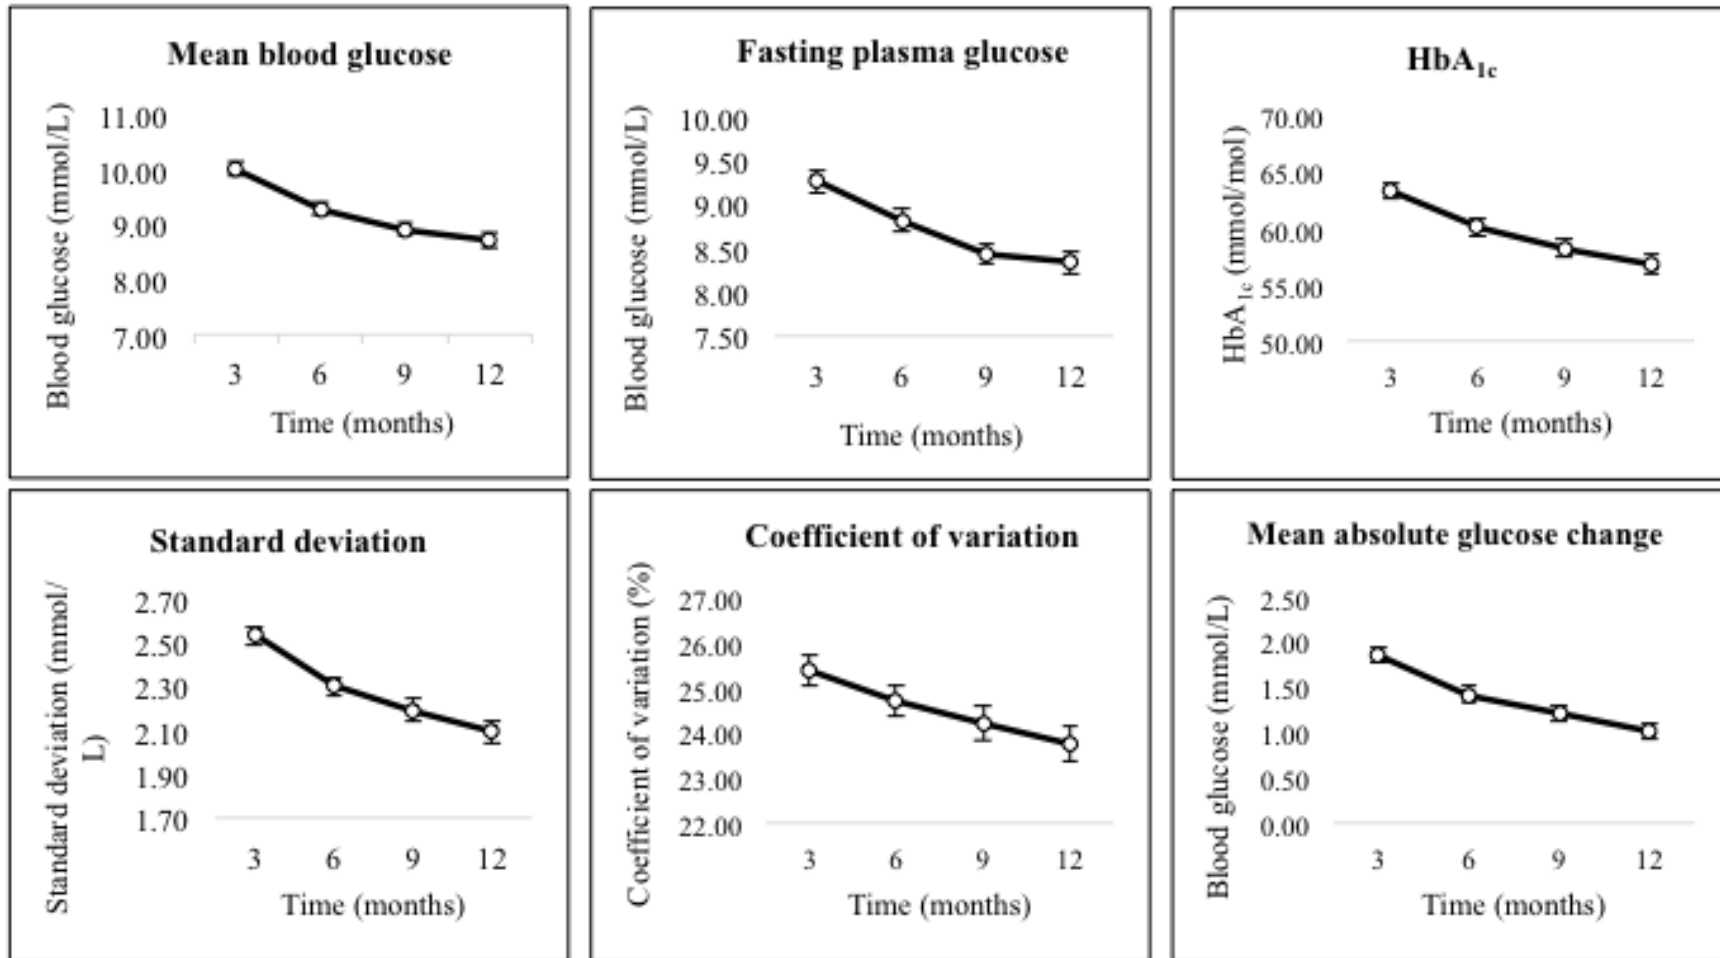 Mean blood glucose
Blood glucose (mmol/L)
11.00
10.00
9.00
8.00
7.00
3 6 9 12
Time (months)
Fasting plasma glucose
Blood glucose (mmol/L)
10.00
9.50
9.00
8.50
8.00
7.50
3 6 9 12
Time (months)
HbA1c
HbA1c (mmol/mol)
70.00
65.00
60.00
55.00
50.00
3 6 9 12
Time (months)
Standard deviation
Standard deviation (mmol/
L)
2.70
2.50
2.30
2.10
1.90
1.70
3 6 9 12
Time (months)
Coefficient of variation
Coefficient of variation (%)
27.00
26.00
25.00
24.00
23.00
22.00
3 6 9 12
Time (months)
Mean absolute glucose change
Blood glucose (mmol/L)
2.50
2.00
1.50
1.00
0.50
0.00
3 6 9 12
Time (months)